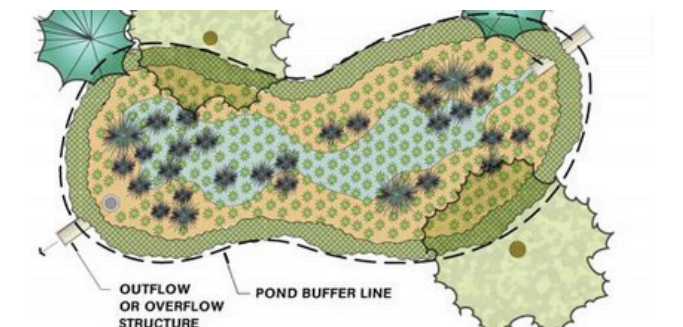 OUTFLOW
OR OVERFLOW
STRUCTURE
POND BUFFER LINE